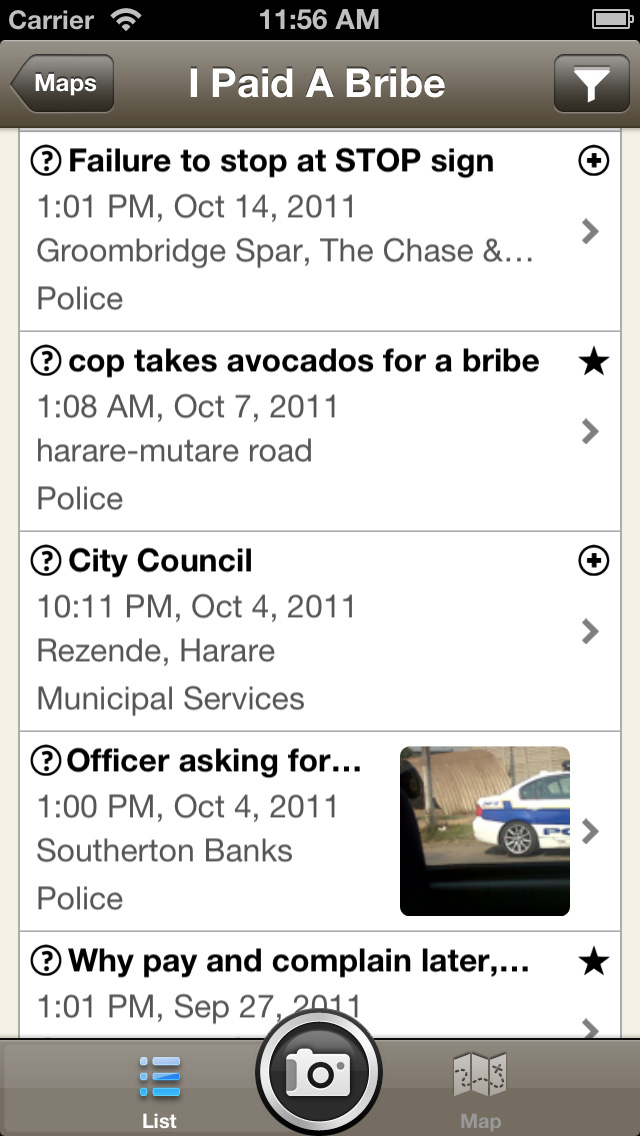 Carrier 11:56 AM
Maps I Paid A Bribe
Failure to stop at STOP sign
1:01 PM, Oct 14, 2011
Groombridge Spar, The Chase &...
Police
cop takes avocados for a bribe
1:08 AM, Oct 7, 2011
harare-mutare road
Police
City Council
10:11 PM, Oct 4, 2011
Rezende, Harare
Municipal Services
Officer asking for...
1:00 PM, Oct 4, 2011
Southerton Banks
Police
Why pay and complain later,...
1:01 PM, Sep 27, 2011
List Map